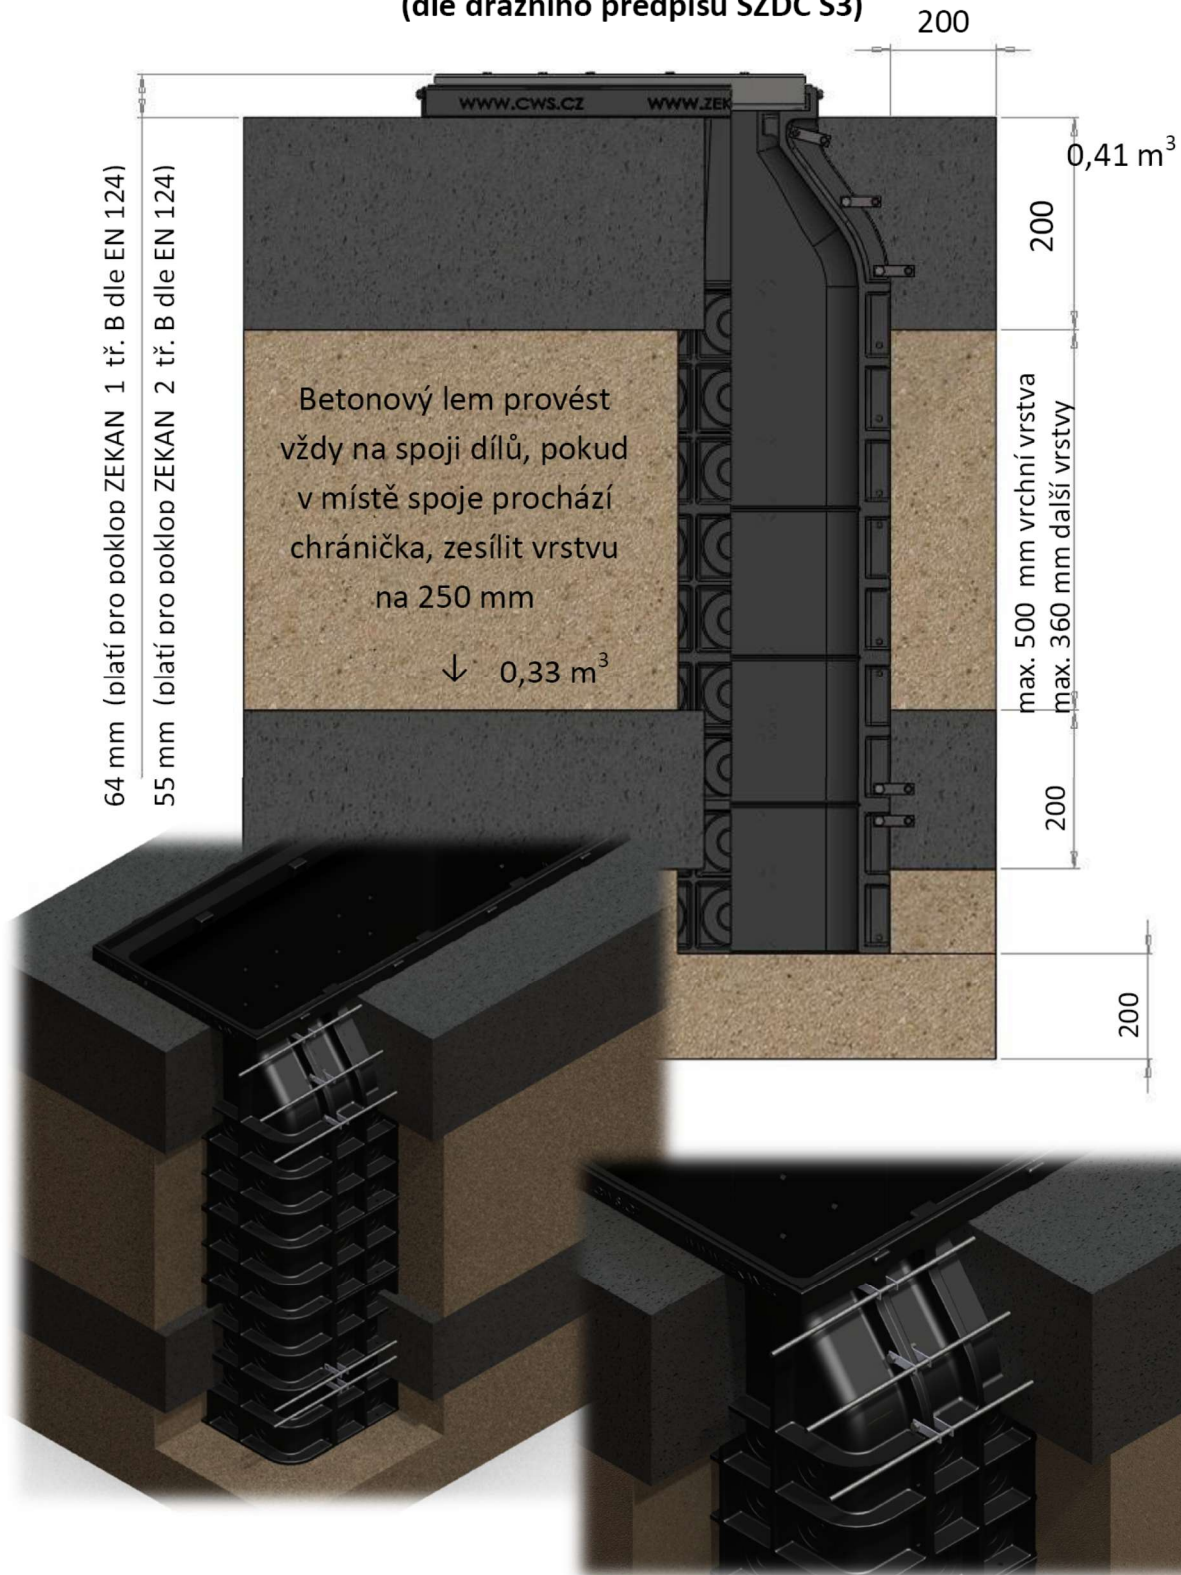 (dle drážního předpisu SŽDC S3)
200
WWW.CWS.CZ WWW.ZEK
0,41 m³
200
64 mm (platí pro poklop ZEKAN 1 tř. B dle EN 124)
55 mm (platí pro poklop ZEKAN 2 tř. B dle EN 124)
Betonový lem provést
vždy na spoji dílů, pokud
v místě spoje prochází
chránička, zesílit vrstvu
na 250 mm
↓ 0,33 m³
max. 500 mm vrchní vrstva
max. 360 mm další vrstvy
200
200